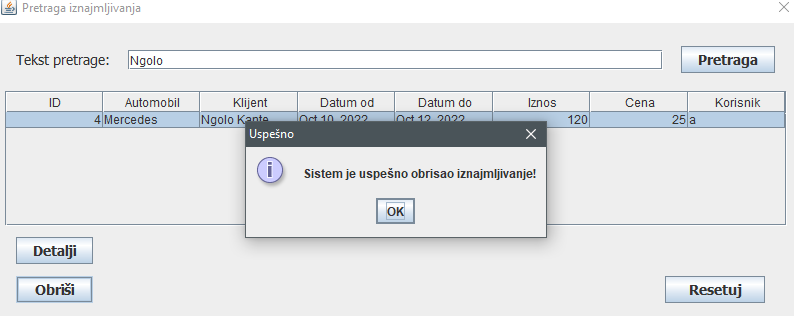 Pretraga iznajmljivanja
Tekst pretrage: Ngolo Pretraga
ID Automobil Klijent Datum od Datum do Iznos Cena Korisnik
4 Mercedes Ngolo Kante Oct 10, 2022 Oct 12, 2022 120 25 a
Uspešno
Sistem je uspešno obrisao iznajmljivanje!
OK
Detalji
Obriši Resetuj